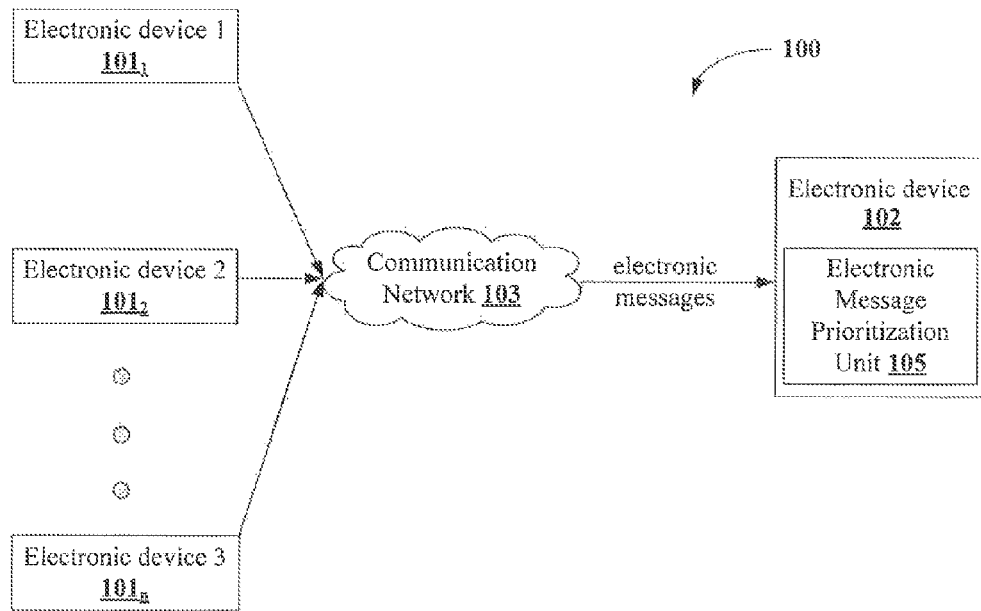 Electronic device 1
101₁
100
Electronic device
102
Electronic
Message
Prioritization
Unit 105
Communication
Network 103
electronic
messages
Electronic device 2
101₂
Electronic device 3
101ₙ